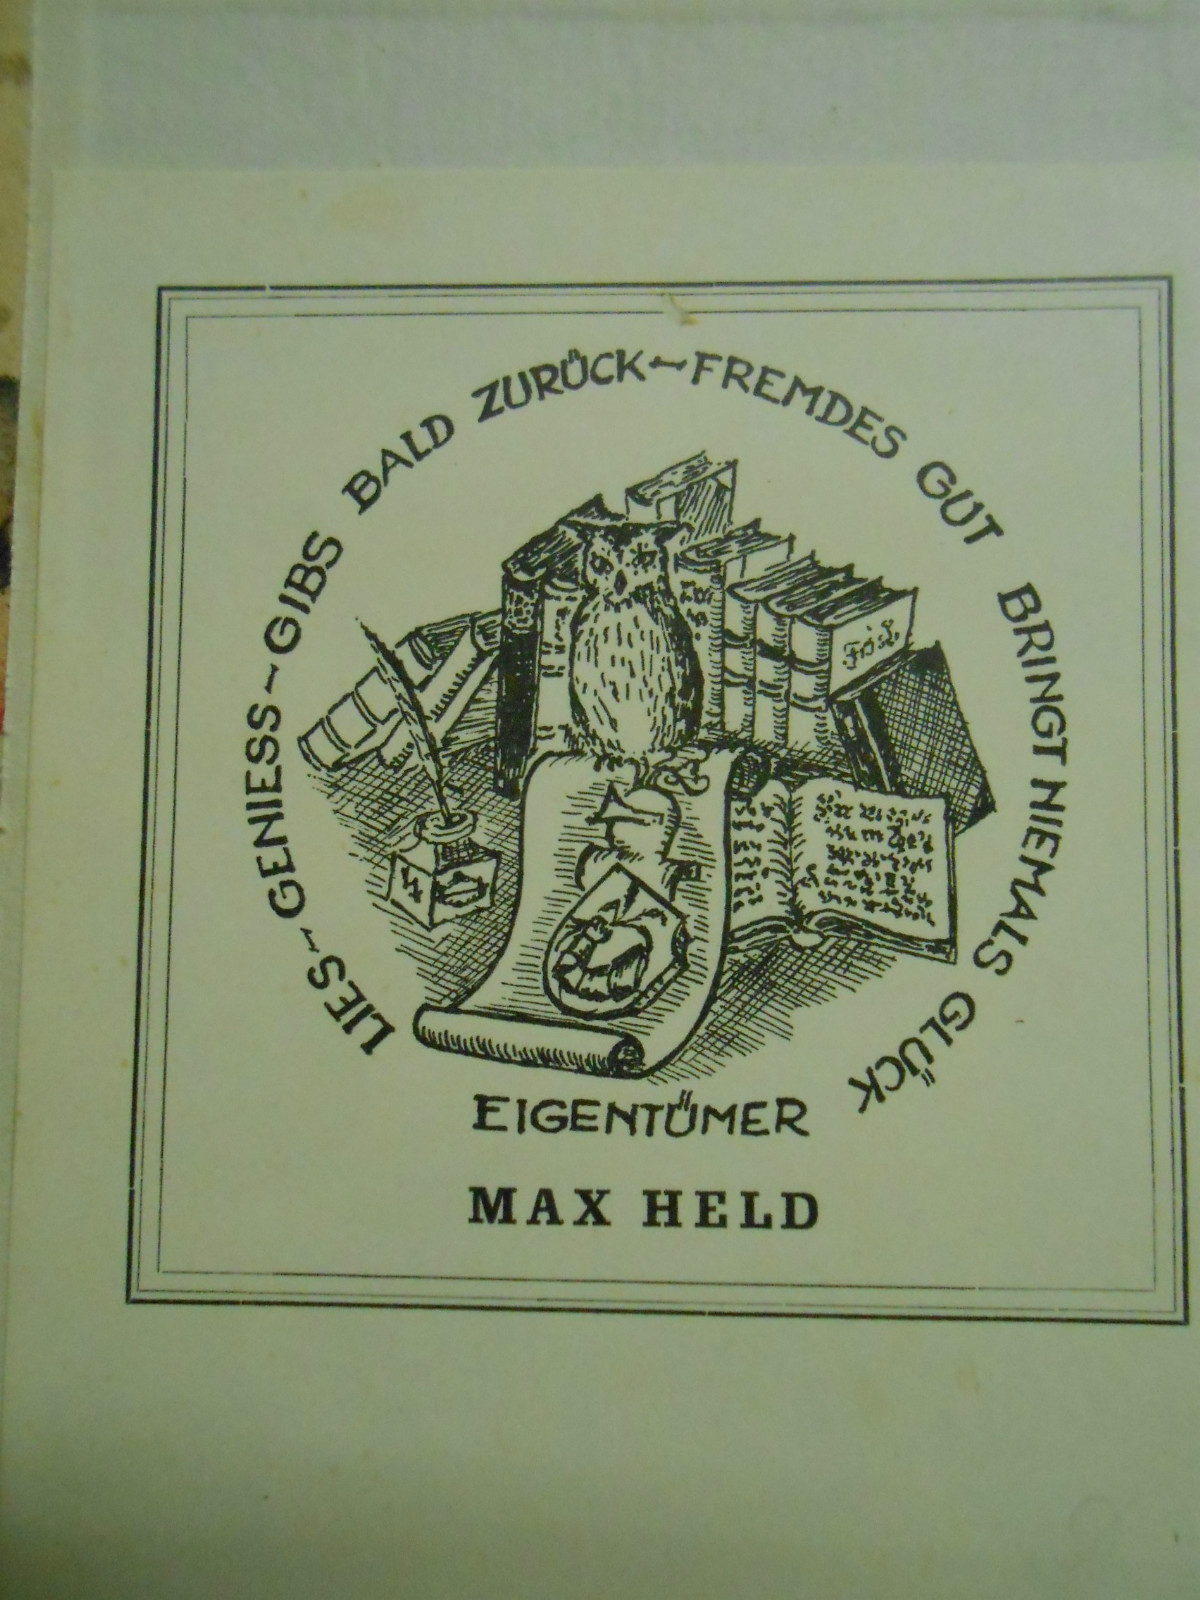 LIES~GENIESS~GIBS BALD ZURÜCK~FREMDES GUT BRINGT NIEMALS GLÜCK
EIGENTÜMER
MAX HELD